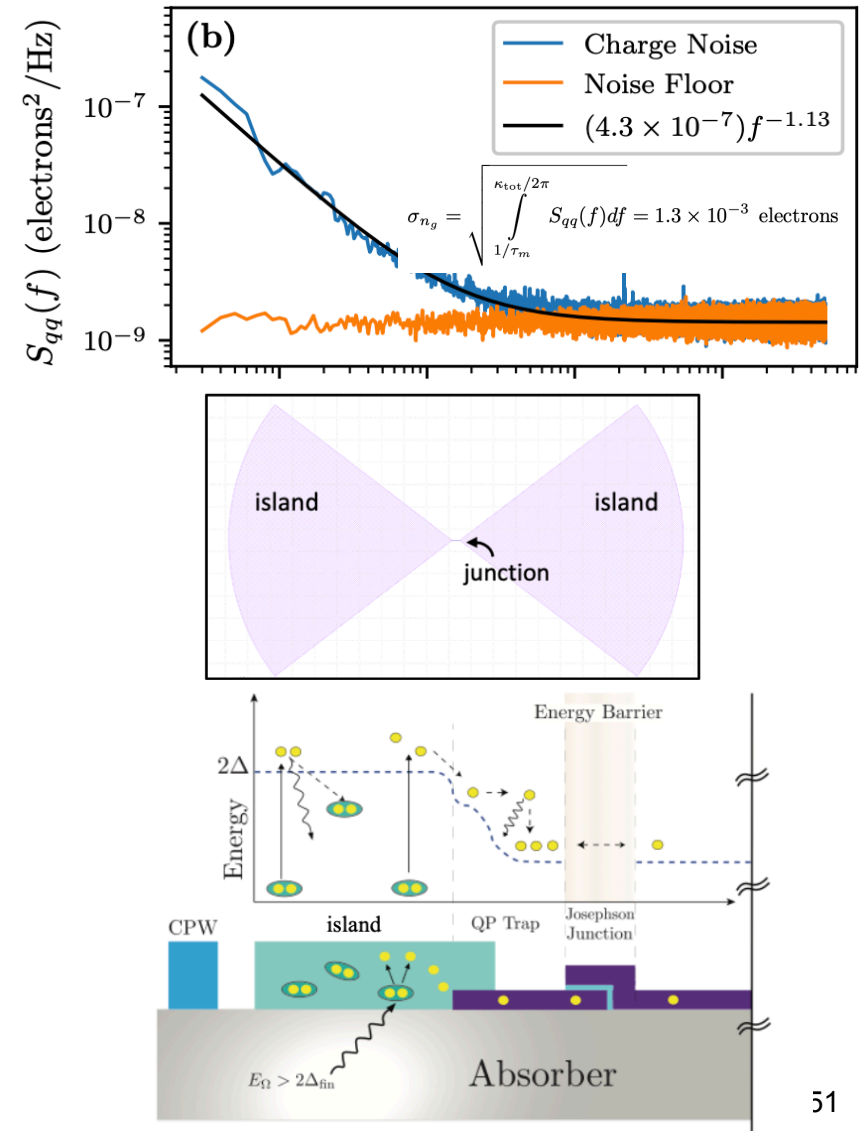 (b)
Charge Noise
Noise Floor
(4.3 × 10⁻⁷)f⁻¹·¹³
S_qq(f) (electrons²/Hz)
10⁻⁷
10⁻⁸
10⁻⁹
σ_{n_g} = √∫_{1/τ_m}^{κ_tot/2π} S_qq(f)df = 1.3 × 10⁻³ electrons
island
island
junction
Energy Barrier
2Δ
Energy
CPW
island
QP Trap
Josephson
Junction
E_Ω > 2Δ_fin
Absorber
51